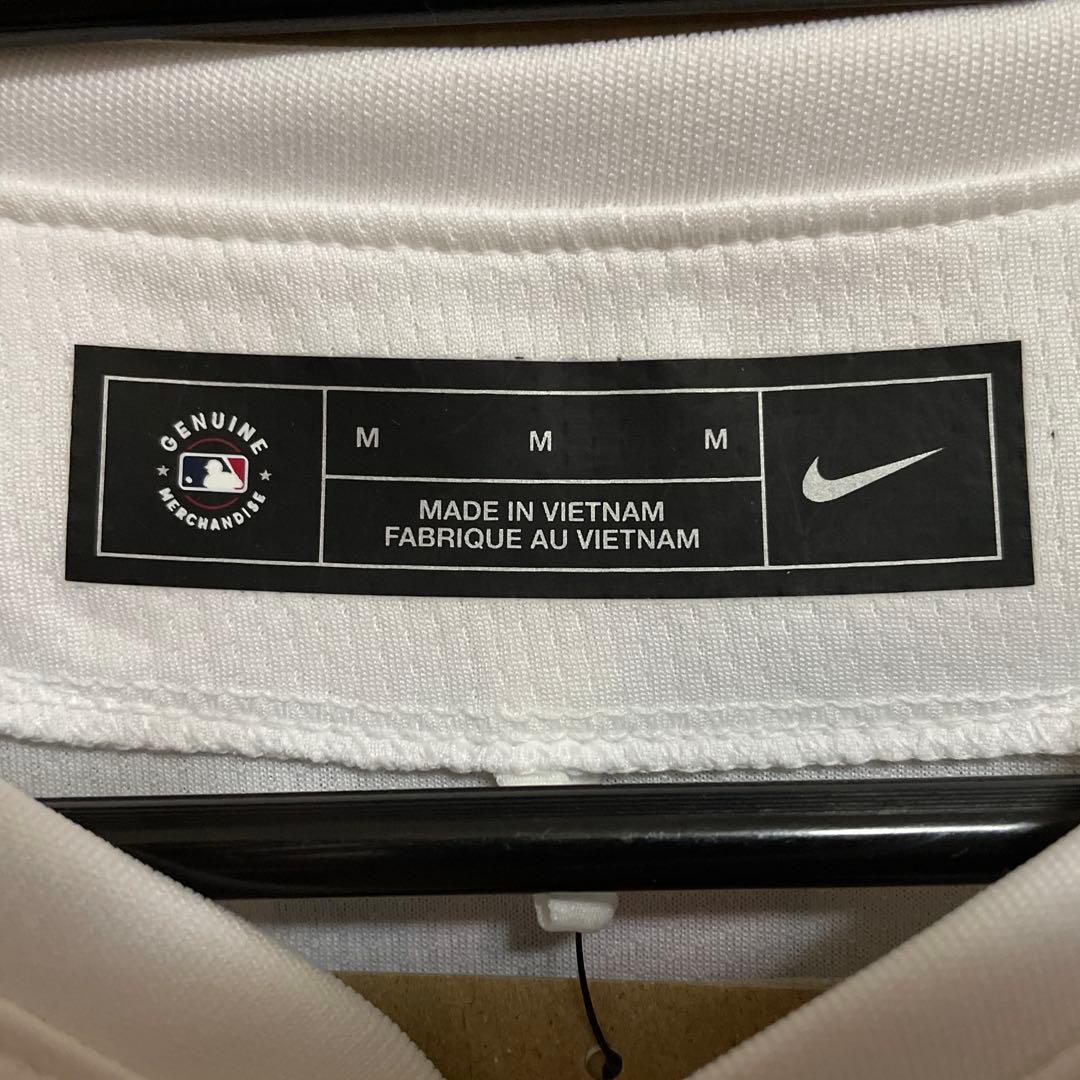 GENUINE
MERCHANDISE
M M M
MADE IN VIETNAM
FABRIQUE AU VIETNAM